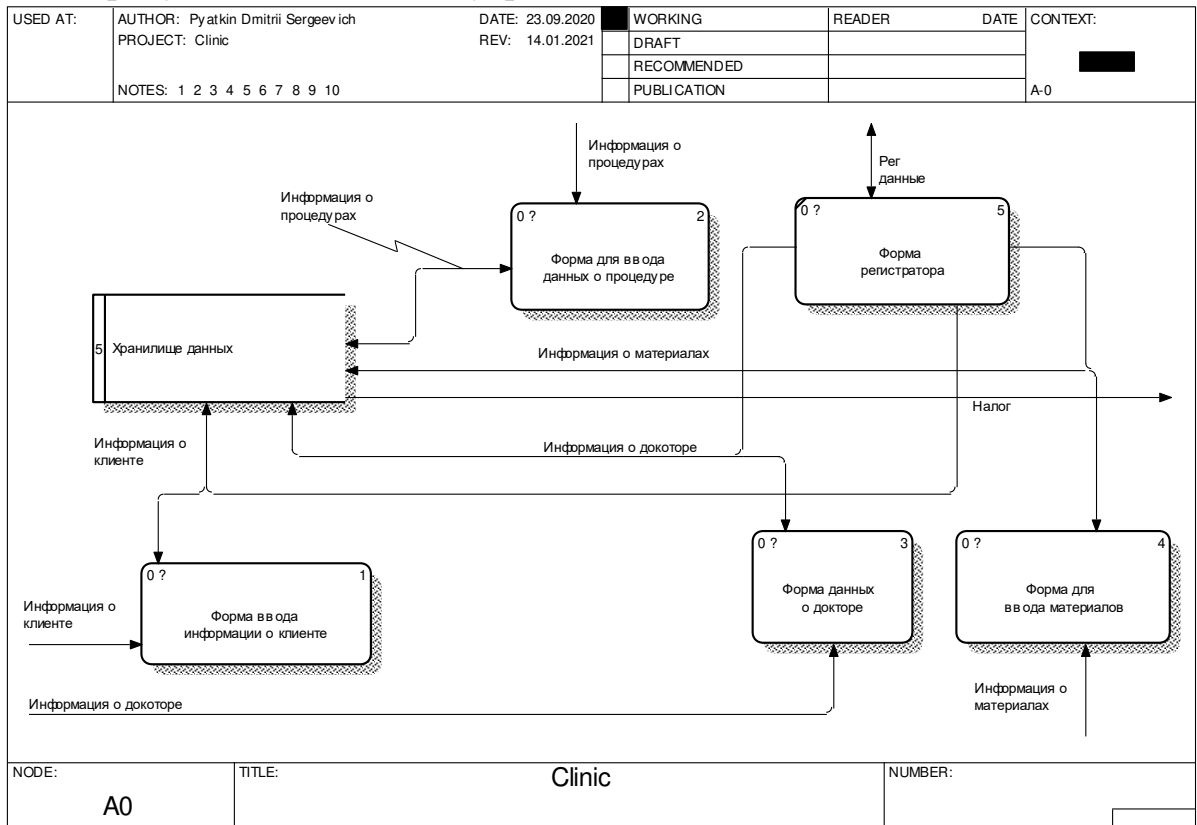 USED AT:
AUTHOR: Pyatkin Dmitrii Sergeevich
DATE: 23.09.2020
WORKING
READER
DATE
CONTEXT:
PROJECT: Clinic
REV: 14.01.2021
DRAFT
RECOMMENDED
NOTES: 1 2 3 4 5 6 7 8 9 10
PUBLICATION
A-0
Информация о
процедурах
Рег
данные
Информация о
процедурах
0 ?
2
Форма для ввода
данных о процедуре
0 ?
5
Форма
регистратора
5
Хранилище данных
Информация о материалах
Налог
Информация о
клиенте
Информация о докоторе
0 ?
1
Форма ввода
информации о клиенте
0 ?
3
Форма данных
о докторе
0 ?
4
Форма для
ввода материалов
Информация о
клиенте
Информация о докоторе
Информация о
материалах
NODE:
TITLE:
Clinic
NUMBER:
A0